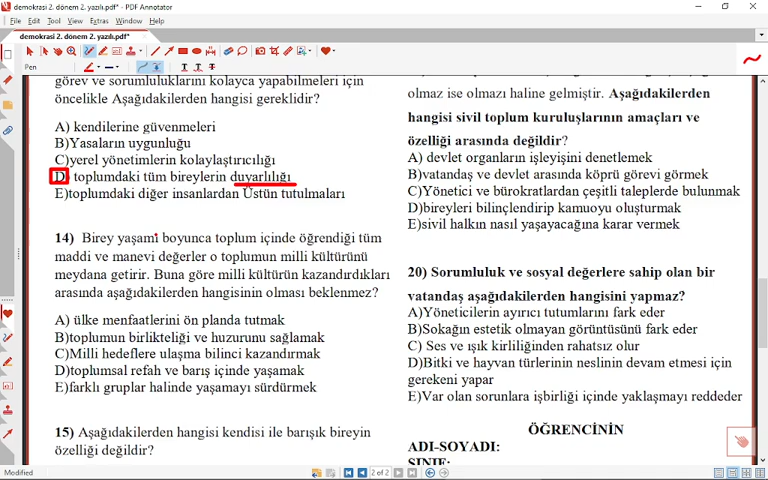 demokrasi 2. dönem 2. yazılı.pdf* - PDF Annotator
File Edit Tool View Tags Extras Window Help
demokrasi 2. dönem 2. yazılı.pdf*
Pen
görev ve sorumluluklarını kolayca yapabilmeleri için
öncelikle Aşağıdakilerden hangisi gereklidir?
A) kendilerine güvenmeleri
B)Yasaların uygunluğu
C)yerel yönetimlerin kolaylaştırıcılığı
D) toplumdaki tüm bireylerin duyarlılığı
E)toplumdaki diğer insanlardan Üstün tutulmaları
14) Birey yaşamı boyunca toplum içinde öğrendiği tüm
maddi ve manevi değerler o toplumun milli kültürünü
meydana getirir. Buna göre milli kültürün kazandırdıkları
arasında aşağıdakilerden hangisinin olması beklenmez?
A) ülke menfaatlerini ön planda tutmak
B)toplumun birlikteliği ve huzurunu sağlamak
C)Milli hedeflere ulaşma bilinci kazandırmak
D)toplumsal refah ve barış içinde yaşamak
E)farklı gruplar halinde yaşamayı sürdürmek
15) Aşağıdakilerden hangisi kendisi ile barışık bireyin
özelliği değildir?
olmaz ise olmazı haline gelmiştir. Aşağıdakilerden
hangisi sivil toplum kuruluşlarının amaçları ve
özelliği arasında değildir?
A) devlet organların işleyişini denetlemek
B)vatandaş ve devlet arasında köprü görevi görmek
C)Yönetici ve bürokratlardan çeşitli taleplerde bulunmak
D)bireyleri bilinçlendirip kamuoyu oluşturmak
E)sivil halkın nasıl yaşayacağına karar vermek
20) Sorumluluk ve sosyal değerlere sahip olan bir
vatandaş aşağıdakilerden hangisini yapmaz?
A)Yöneticilerin ayırıcı tutumlarını fark eder
B)Sokağın estetik olmayan görüntüsünü fark eder
C) Ses ve ışık kirliliğinden rahatsız olur
D)Bitki ve hayvan türlerinin neslinin devam etmesi için
gerekeni yapar
E)Var olan sorunlara işbirliği içinde yaklaşmayı reddeder
ÖĞRENCİNİN
ADI-SOYADI:
SINIF:
Modified
2 of 2